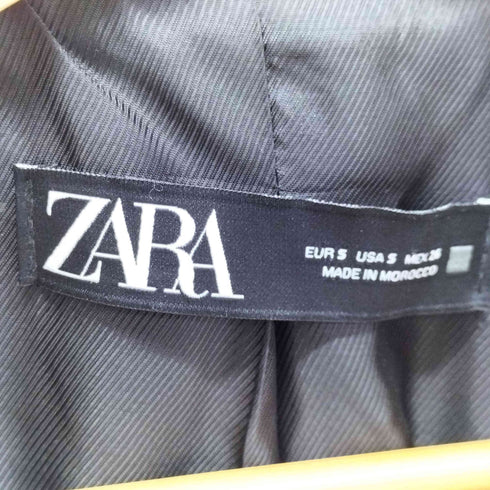 ZARA
EUR S USA S MEX 26
MADE IN MOROCCO